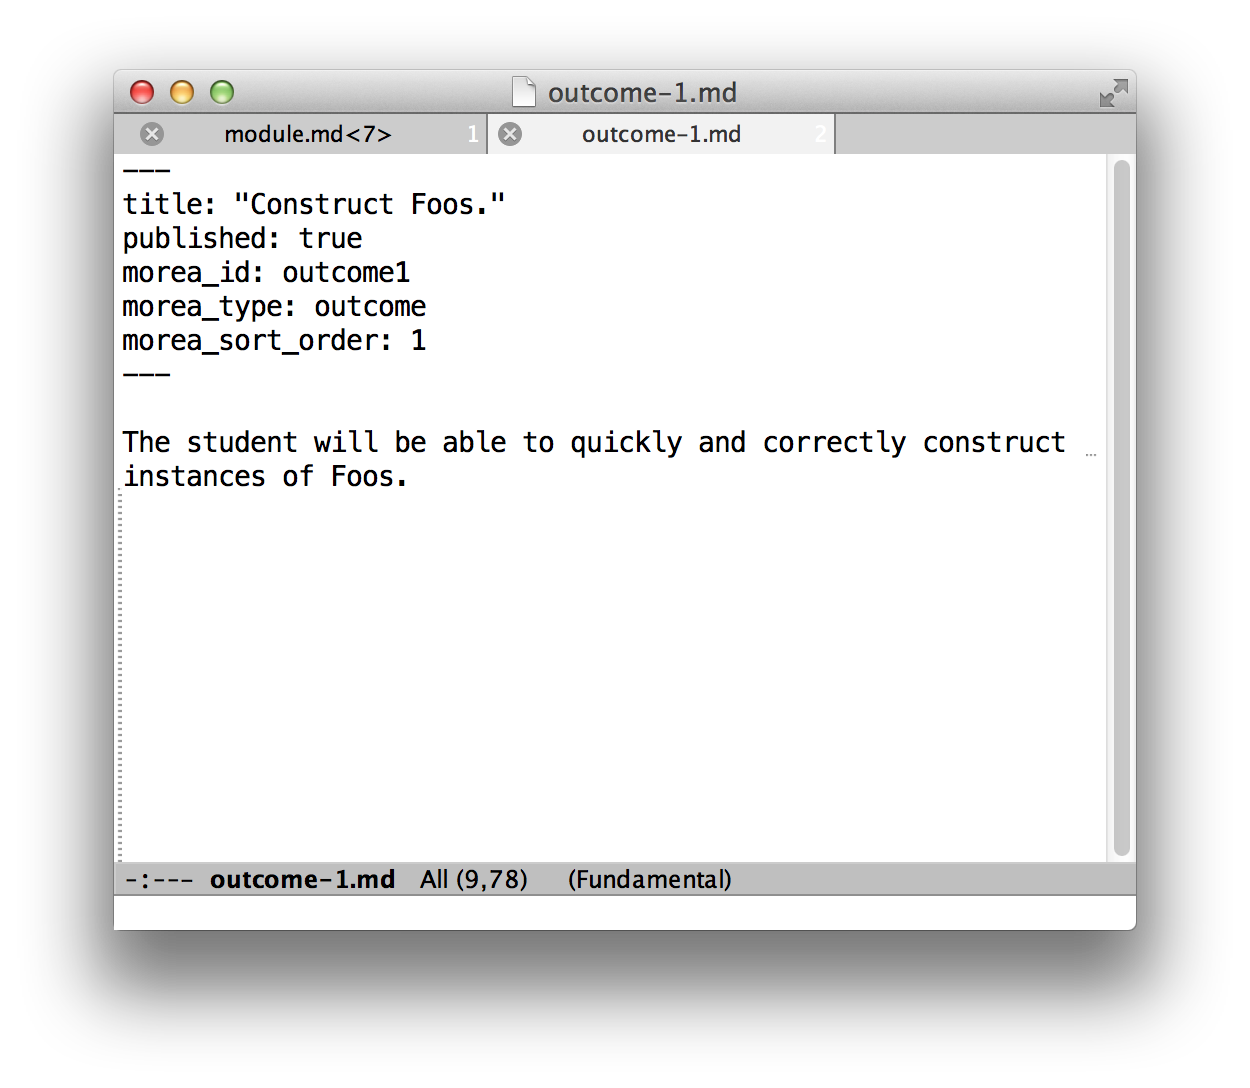 outcome-1.md
module.md<7> 1 outcome-1.md 2
---
title: "Construct Foos."
published: true
morea_id: outcome1
morea_type: outcome
morea_sort_order: 1
---
The student will be able to quickly and correctly construct …
instances of Foos.
-:--- outcome-1.md All (9,78) (Fundamental)